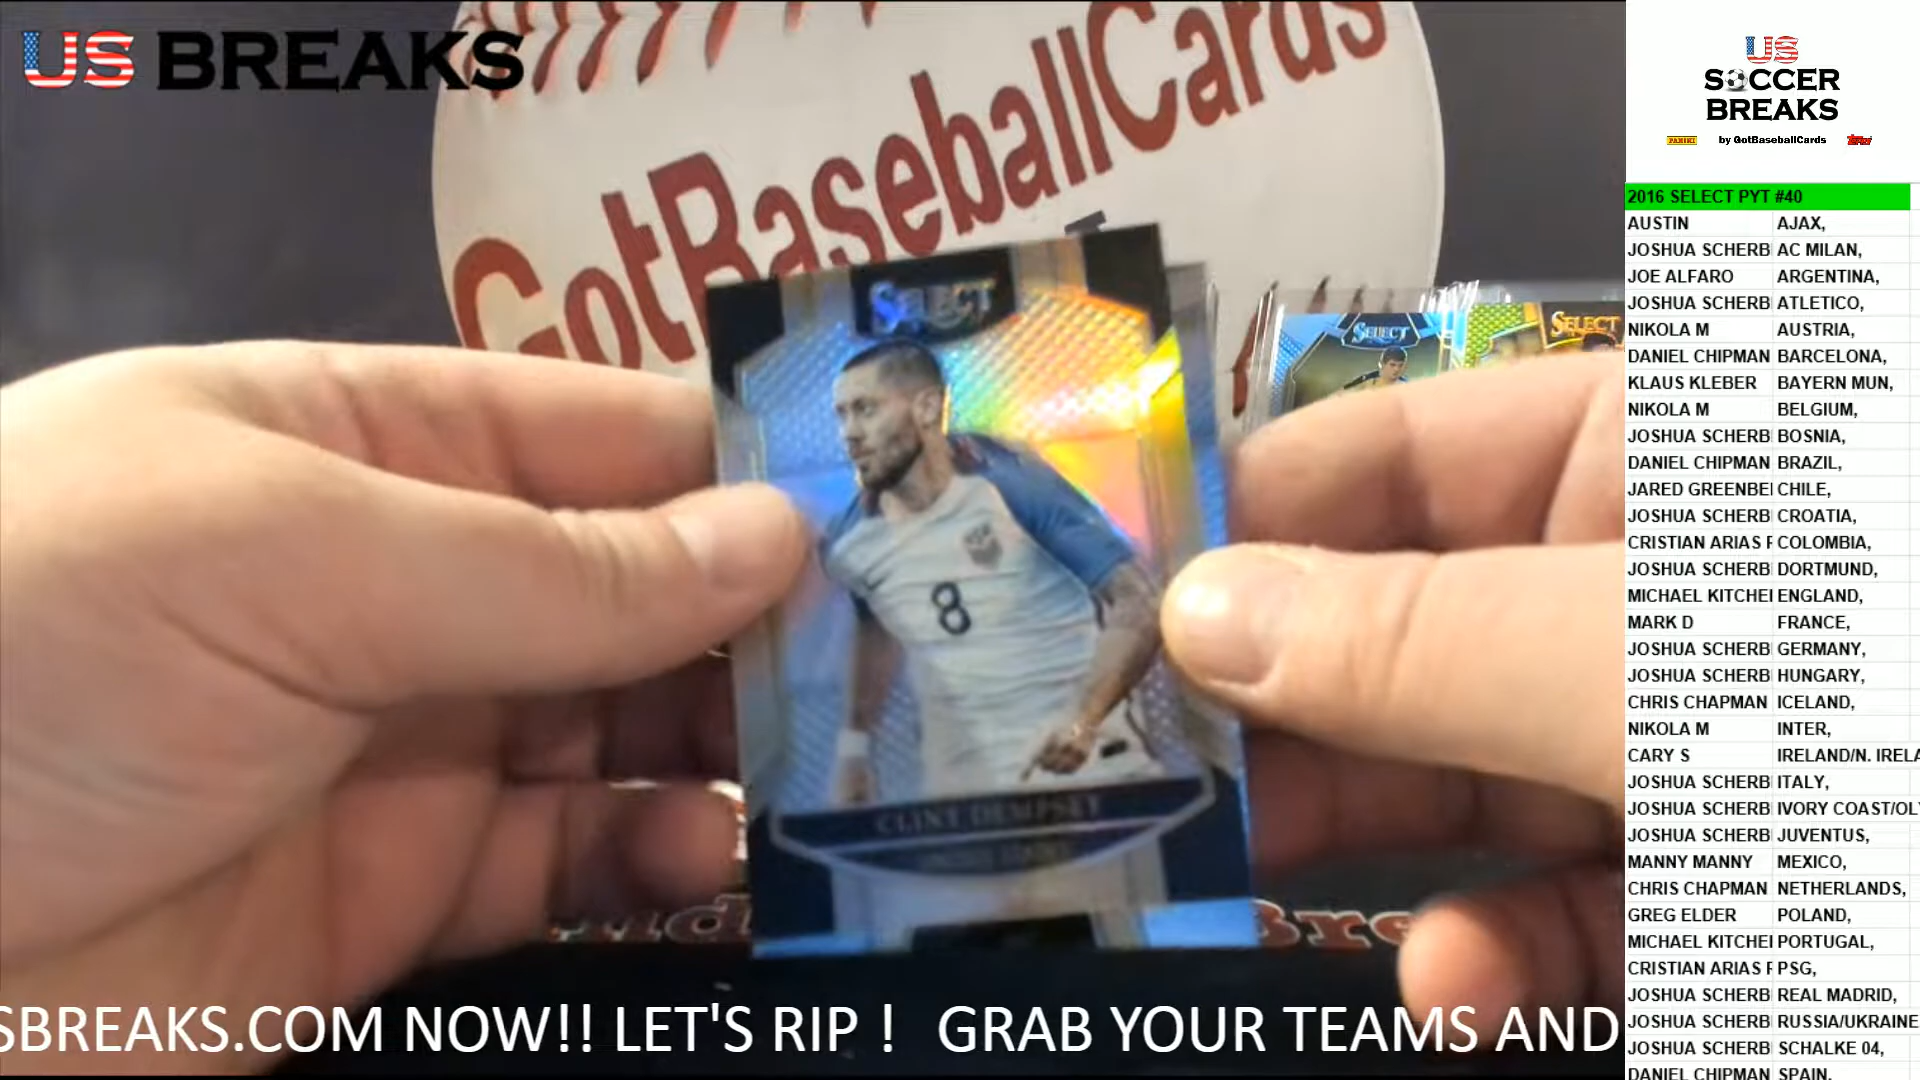 US BREAKS
GotBaseballCards
SELECT
SELECT
SELECT
8
CLINT DEMPSEY
SBREAKS.COM NOW!! LET'S RIP ! GRAB YOUR TEAMS AND
US
SOCCER
BREAKS
PANINI by GotBaseballCards Topps
2016 SELECT PYT #40
AUSTIN AJAX,
JOSHUA SCHERB AC MILAN,
JOE ALFARO ARGENTINA,
JOSHUA SCHERB ATLETICO,
NIKOLA M AUSTRIA,
DANIEL CHIPMAN BARCELONA,
KLAUS KLEBER BAYERN MUN,
NIKOLA M BELGIUM,
JOSHUA SCHERB BOSNIA,
DANIEL CHIPMAN BRAZIL,
JARED GREENBE CHILE,
JOSHUA SCHERB CROATIA,
CRISTIAN ARIAS COLOMBIA,
JOSHUA SCHERB DORTMUND,
MICHAEL KITCHE ENGLAND,
MARK D FRANCE,
JOSHUA SCHERB GERMANY,
JOSHUA SCHERB HUNGARY,
CHRIS CHAPMAN ICELAND,
NIKOLA M INTER,
CARY S IRELAND/N. IRELA
JOSHUA SCHERB ITALY,
JOSHUA SCHERB IVORY COAST/OLY
JOSHUA SCHERB JUVENTUS,
MANNY MANNY MEXICO,
CHRIS CHAPMAN NETHERLANDS,
GREG ELDER POLAND,
MICHAEL KITCHE PORTUGAL,
CRISTIAN ARIAS PSG,
JOSHUA SCHERB REAL MADRID,
JOSHUA SCHERB RUSSIA/UKRAINE
JOSHUA SCHERB SCHALKE 04,
DANIEL CHIPMAN SPAIN,